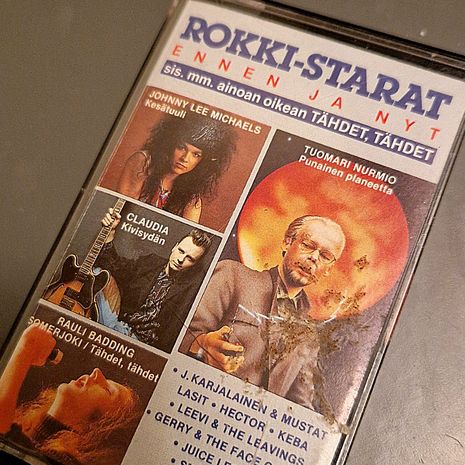 ROKKI-STARAT
ENNEN JA NYT
sis. mm. ainoan oikean TÄHDET, TÄHDET
JOHNNY LEE MICHAELS
Kesätuuli
TUOMARI NURMIO
Punainen planeetta
CLAUDIA
Kivisydän
RAULI BADDING
SOMERJOKI / Tähdet, tähdet
• J. KARJALAINEN & MUSTAT
LASIT • HECTOR • KEBA
• LEEVI & THE LEAVINGS
• GERRY & THE FACE
• JUICE